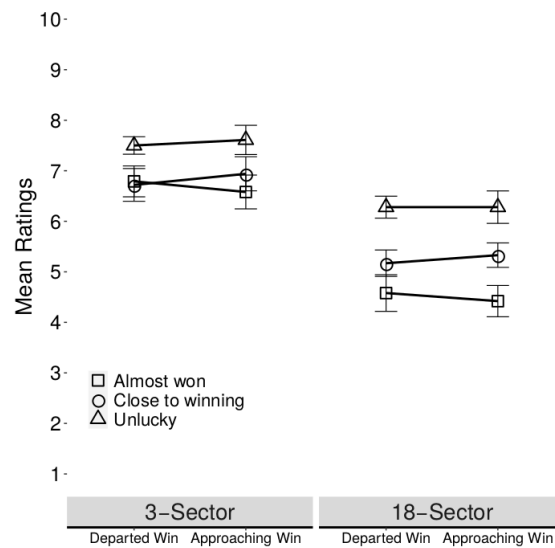 10
9
8
7
6
5
4
3
2
1
Mean Ratings
Almost won
Close to winning
Unlucky
3−Sector
18−Sector
Departed Win Approaching Win
Departed Win Approaching Win